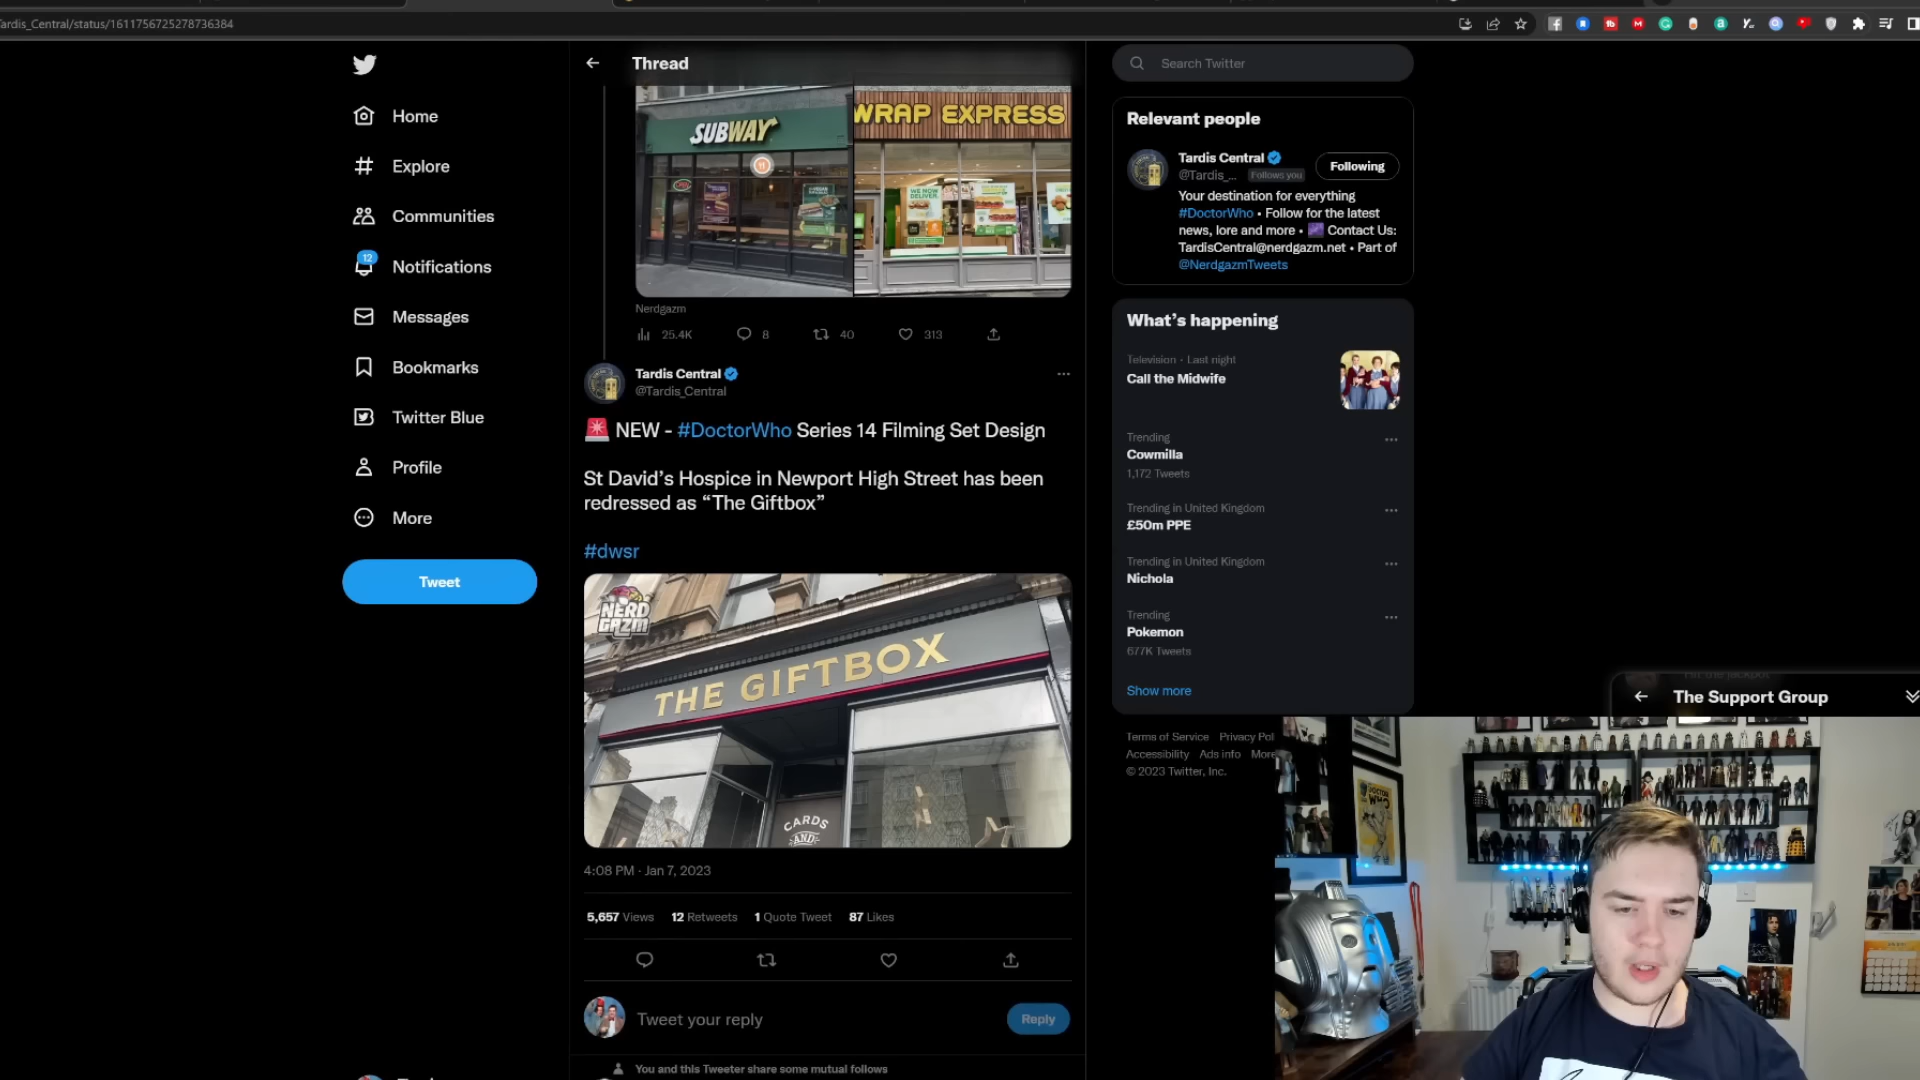 Tardis_Central/status/1611756725278736384
Home
Explore
Communities
12
Notifications
Messages
Bookmarks
Twitter Blue
Profile
More
Tweet
Thread
SUBWAY
WRAP EXPRESS
WE NOW
DELIVER
Nerdgazm
25.4K
8
40
313
Tardis Central
@Tardis_Central
NEW - #DoctorWho Series 14 Filming Set Design
St David's Hospice in Newport High Street has been
redressed as “The Giftbox”
#dwsr
NERD
GAZM
THE GIFTBOX
CARDS
AND
4:08 PM · Jan 7, 2023
5,657 Views 12 Retweets 1 Quote Tweet 87 Likes
Tweet your reply
Reply
You and this Tweeter share some mutual follows
Search Twitter
Relevant people
Tardis Central
@Tardis_... Follows you
Following
Your destination for everything
#DoctorWho • Follow for the latest
news, lore and more • Contact Us:
TardisCentral@nerdgazm.net • Part of
@NerdgazmTweets
What's happening
Television · Last night
Call the Midwife
Trending
Cowmilla
1,172 Tweets
Trending in United Kingdom
£50m PPE
Trending in United Kingdom
Nichola
Trending
Pokemon
677K Tweets
Show more
Terms of Service Privacy Pol
Accessibility Ads info More
© 2023 Twitter, Inc.
The Support Group
DOCTOR
WHO